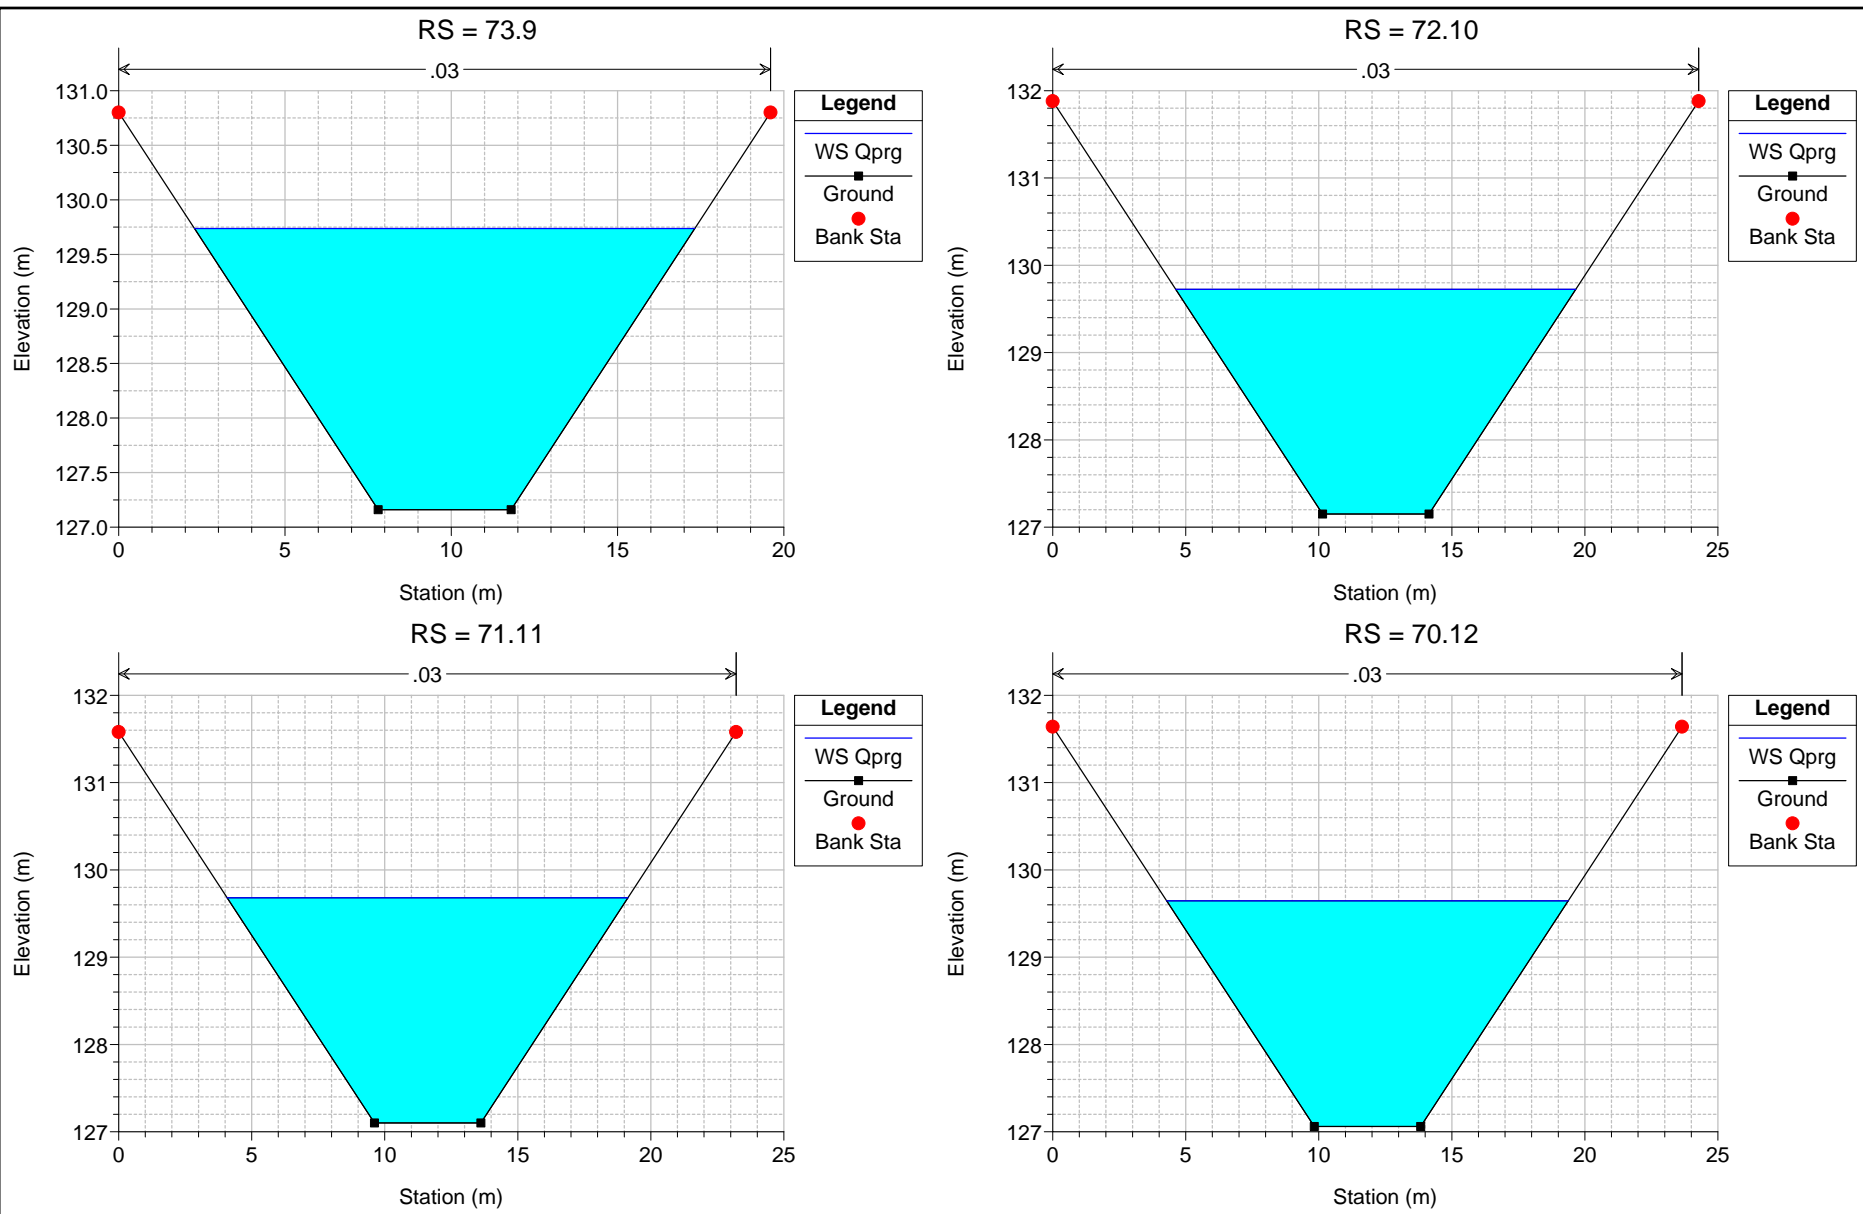 RS = 73.9
.03
131.0
130.5
130.0
129.5
129.0
128.5
128.0
127.5
127.0
0 5 10 15 20
Elevation (m)
Station (m)
Legend
WS Qprg
Ground
Bank Sta
RS = 72.10
.03
132
131
130
129
128
127
0 5 10 15 20 25
Elevation (m)
Station (m)
Legend
WS Qprg
Ground
Bank Sta
RS = 71.11
.03
132
131
130
129
128
127
0 5 10 15 20 25
Elevation (m)
Station (m)
Legend
WS Qprg
Ground
Bank Sta
RS = 70.12
.03
132
131
130
129
128
127
0 5 10 15 20 25
Elevation (m)
Station (m)
Legend
WS Qprg
Ground
Bank Sta